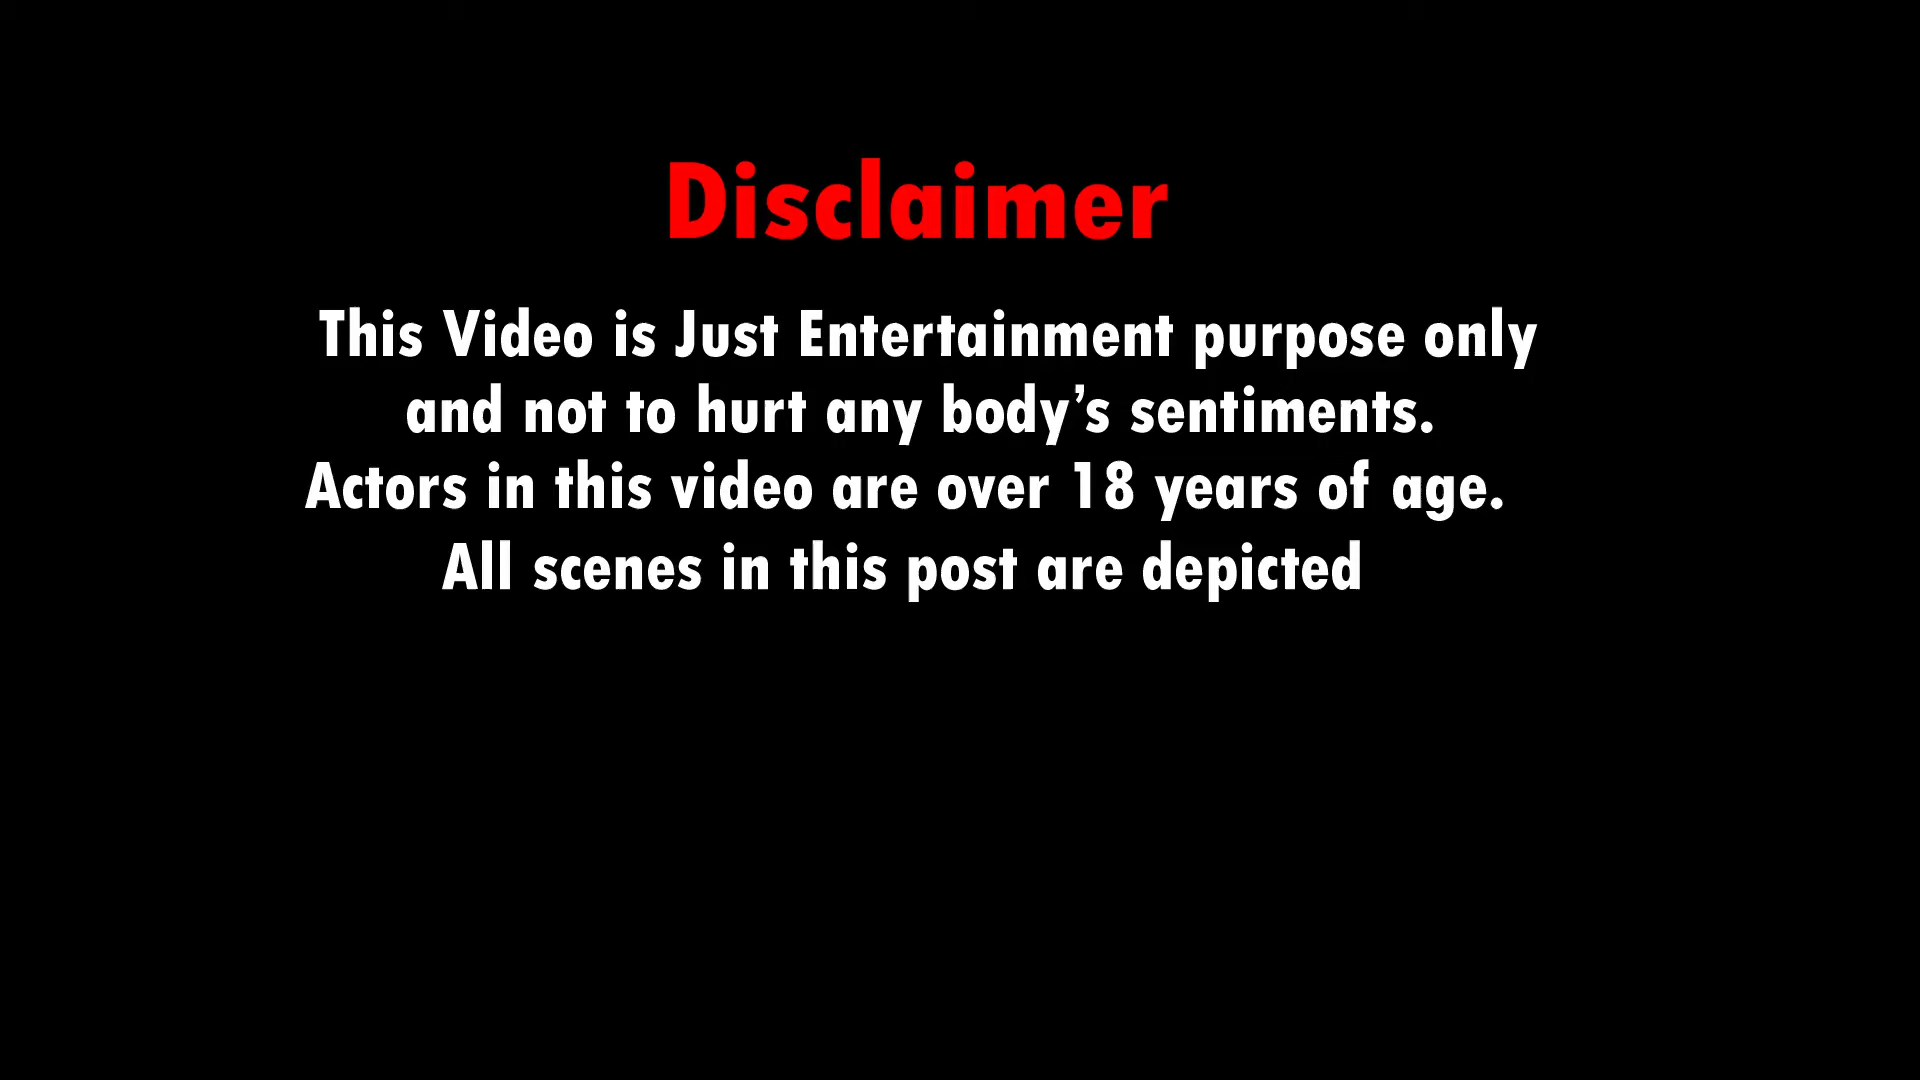 Disclaimer
This Video is Just Entertainment purpose only
and not to hurt any body’s sentiments.
Actors in this video are over 18 years of age.
All scenes in this post are depicted